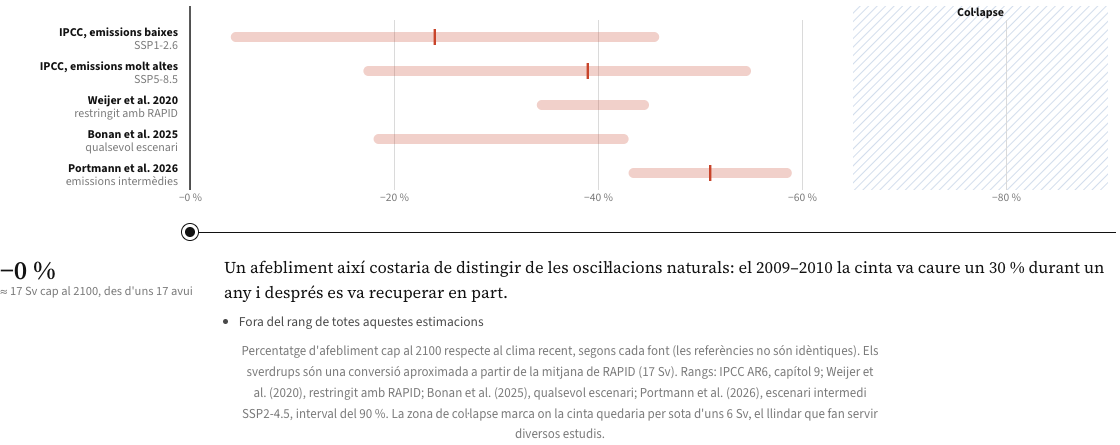 Col·lapse
IPCC, emissions baixes
SSP1-2.6
IPCC, emissions molt altes
SSP5-8.5
Weijer et al. 2020
restringit amb RAPID
Bonan et al. 2025
qualsevol escenari
Portmann et al. 2026
emissions intermèdies
−0 %
−20 %
−40 %
−60 %
−80 %
−0 %
≈ 17 Sv cap al 2100, des d'uns 17 avui
Un afebliment així costaria de distingir de les oscil·lacions naturals: el 2009–2010 la cinta va caure un 30 % durant un
any i després es va recuperar en part.
• Fora del rang de totes aquestes estimacions
Percentatge d'afebliment cap al 2100 respecte al clima recent, segons cada font (les referències no són idèntiques). Els
sverdrups són una conversió aproximada a partir de la mitjana de RAPID (17 Sv). Rangs: IPCC AR6, capítol 9; Weijer et
al. (2020), restringit amb RAPID; Bonan et al. (2025), qualsevol escenari; Portmann et al. (2026), escenari intermedi
SSP2-4.5, interval del 90 %. La zona de col·lapse marca on la cinta quedaria per sota d'uns 6 Sv, el llindar que fan servir
diversos estudis.